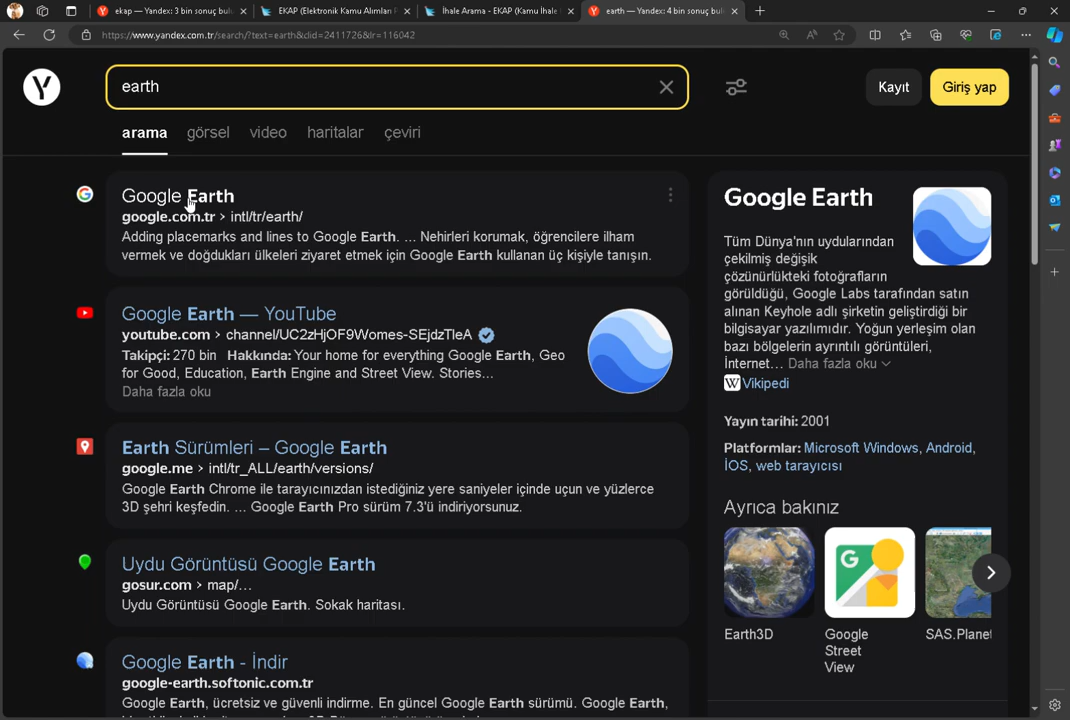 ekap — Yandex: 3 bin sonuç bulu
EKAP (Elektronik Kamu Alımları P
İhale Arama - EKAP (Kamu İhale
earth — Yandex: 4 bin sonuç bul
https://www.yandex.com.tr/search/?text=earth&clid=2411726&lr=116042
earth
Kayıt
Giriş yap
arama
görsel
video
haritalar
çeviri
Google Earth
google.com.tr › intl/tr/earth/
Adding placemarks and lines to Google Earth. ... Nehirleri korumak, öğrencilere ilham
vermek ve doğdukları ülkeleri ziyaret etmek için Google Earth kullanan üç kişiyle tanışın.
Google Earth — YouTube
youtube.com › channel/UC2zHjOF9Womes-SEjdzTleA
Takipçi: 270 bin Hakkında: Your home for everything Google Earth, Geo
for Good, Education, Earth Engine and Street View. Stories...
Daha fazla oku
Earth Sürümleri – Google Earth
google.me › intl/tr_ALL/earth/versions/
Google Earth Chrome ile tarayıcınızdan istediğiniz yere saniyeler içinde uçun ve yüzlerce
3D şehri keşfedin. ... Google Earth Pro sürüm 7.3'ü indiriyorsunuz.
Uydu Görüntüsü Google Earth
gosur.com › map/...
Uydu Görüntüsü Google Earth. Sokak haritası.
Google Earth - İndir
google-earth.softonic.com.tr
Google Earth, ücretsiz ve güvenli indirme. En güncel Google Earth sürümü. Google Earth,
Google Earth
Tüm Dünya'nın uydularından
çekilmiş değişik
çözünürlükteki fotoğrafların
görüldüğü, Google Labs tarafından satın
alınan Keyhole adlı şirketin geliştirdiği bir
bilgisayar yazılımıdır. Yoğun yerleşim olan
bazı bölgelerin ayrıntılı görüntüleri,
İnternet... Daha fazla oku
W Vikipedi
Yayın tarihi: 2001
Platformlar: Microsoft Windows, Android,
İOS, web tarayıcısı
Ayrıca bakınız
Earth3D
Google
Street
View
SAS.Planet